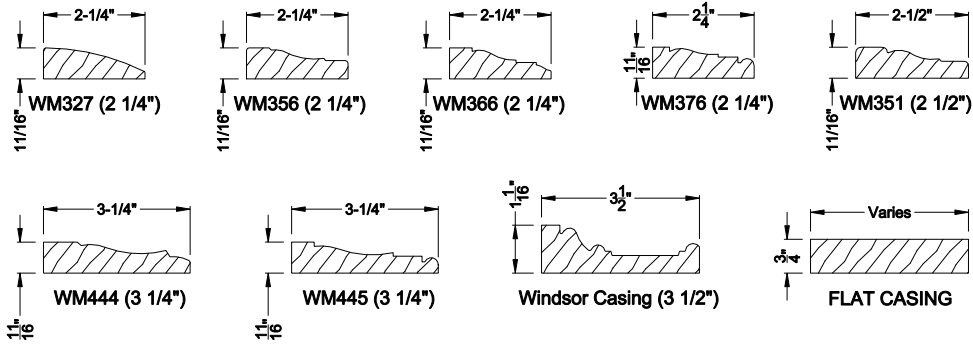 2-1/4"
2-1/4"
2-1/4"
2 1/4"
2-1/2"
11/16"
WM327 (2 1/4")
11/16"
WM356 (2 1/4")
11/16"
WM366 (2 1/4")
11/16"
WM376 (2 1/4")
11/16"
WM351 (2 1/2")
3-1/4"
3-1/4"
3 1/2"
Varies
11/16"
WM444 (3 1/4")
11/16"
WM445 (3 1/4")
1 1/16"
Windsor Casing (3 1/2")
3/4"
FLAT CASING